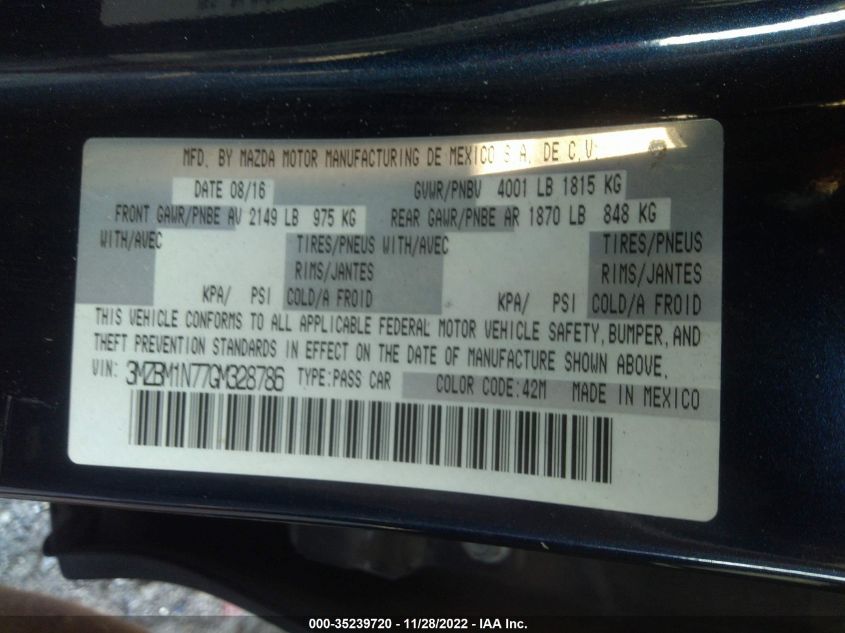 MFD. BY MAZDA MOTOR MANUFACTURING DE MEXICO S.A. DE C.V.
DATE 08/16 GVWR/PNBV 4001 LB 1815 KG
FRONT GAWR/PNBE AV 2149 LB 975 KG REAR GAWR/PNBE AR 1870 LB 848 KG
WITH/AVEC TIRES/PNEUS WITH/AVEC TIRES/PNEUS
RIMS/JANTES RIMS/JANTES
KPA/ PSI COLD/A FROID KPA/ PSI COLD/A FROID
THIS VEHICLE CONFORMS TO ALL APPLICABLE FEDERAL MOTOR VEHICLE SAFETY, BUMPER, AND
THEFT PREVENTION STANDARDS IN EFFECT ON THE DATE OF MANUFACTURE SHOWN ABOVE.
VIN: 3MZBM1N77GM328786 TYPE:PASS CAR COLOR CODE:42M MADE IN MEXICO
000-35239720 - 11/28/2022 - IAA Inc.